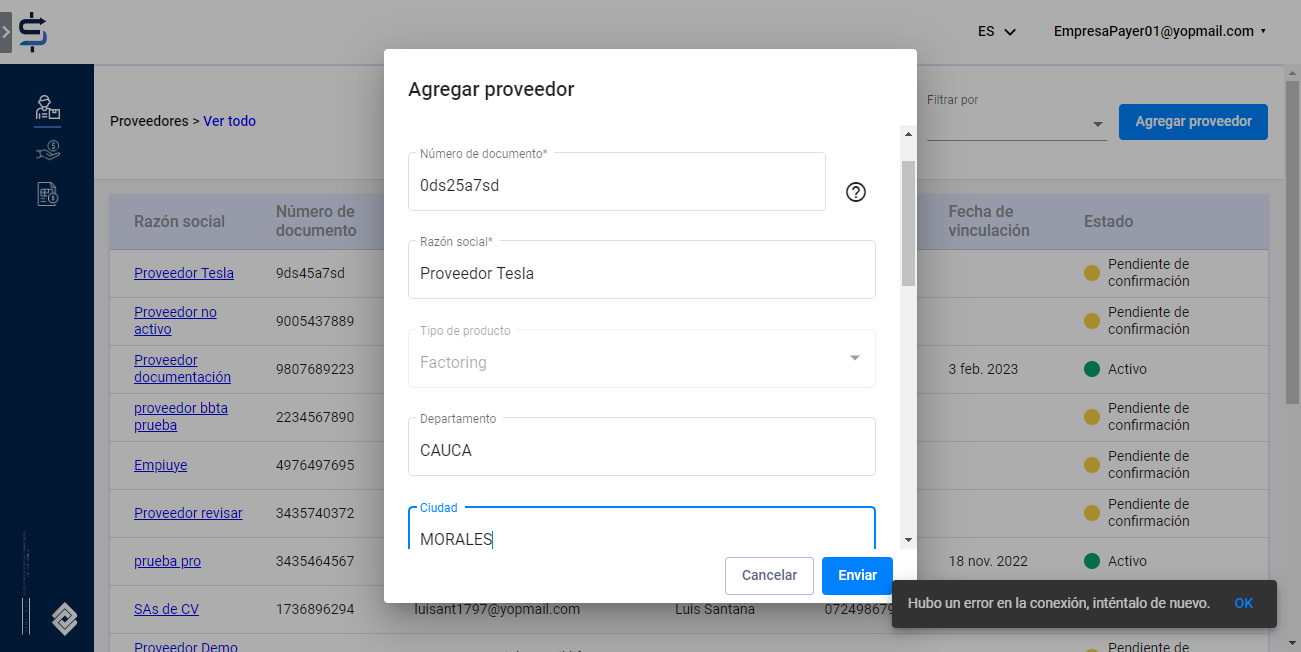 ES
EmpresaPayer01@yopmail.com
Proveedores > Ver todo
Filtrar por
Agregar proveedor
Agregar proveedor
Número de documento*
0ds25a7sd
Razón social*
Proveedor Tesla
Tipo de producto
Factoring
Departamento
CAUCA
Ciudad
MORALES
Cancelar
Enviar
Razón social
Número de
documento
Fecha de
vinculación
Estado
Proveedor Tesla
9ds45a7sd
Pendiente de
confirmación
Proveedor no
activo
9005437889
Pendiente de
confirmación
Proveedor
documentación
9807689223
3 feb. 2023
Activo
proveedor bbta
prueba
2234567890
Pendiente de
confirmación
Empiuye
4976497695
Pendiente de
confirmación
Proveedor revisar
3435740372
Pendiente de
confirmación
prueba pro
3435464567
18 nov. 2022
Activo
SAs de CV
1736896294
luisant1797@yopmail.com
Luis Santana
072498679
Proveedor Demo
Pendiente de
Hubo un error en la conexión, inténtalo de nuevo.
OK